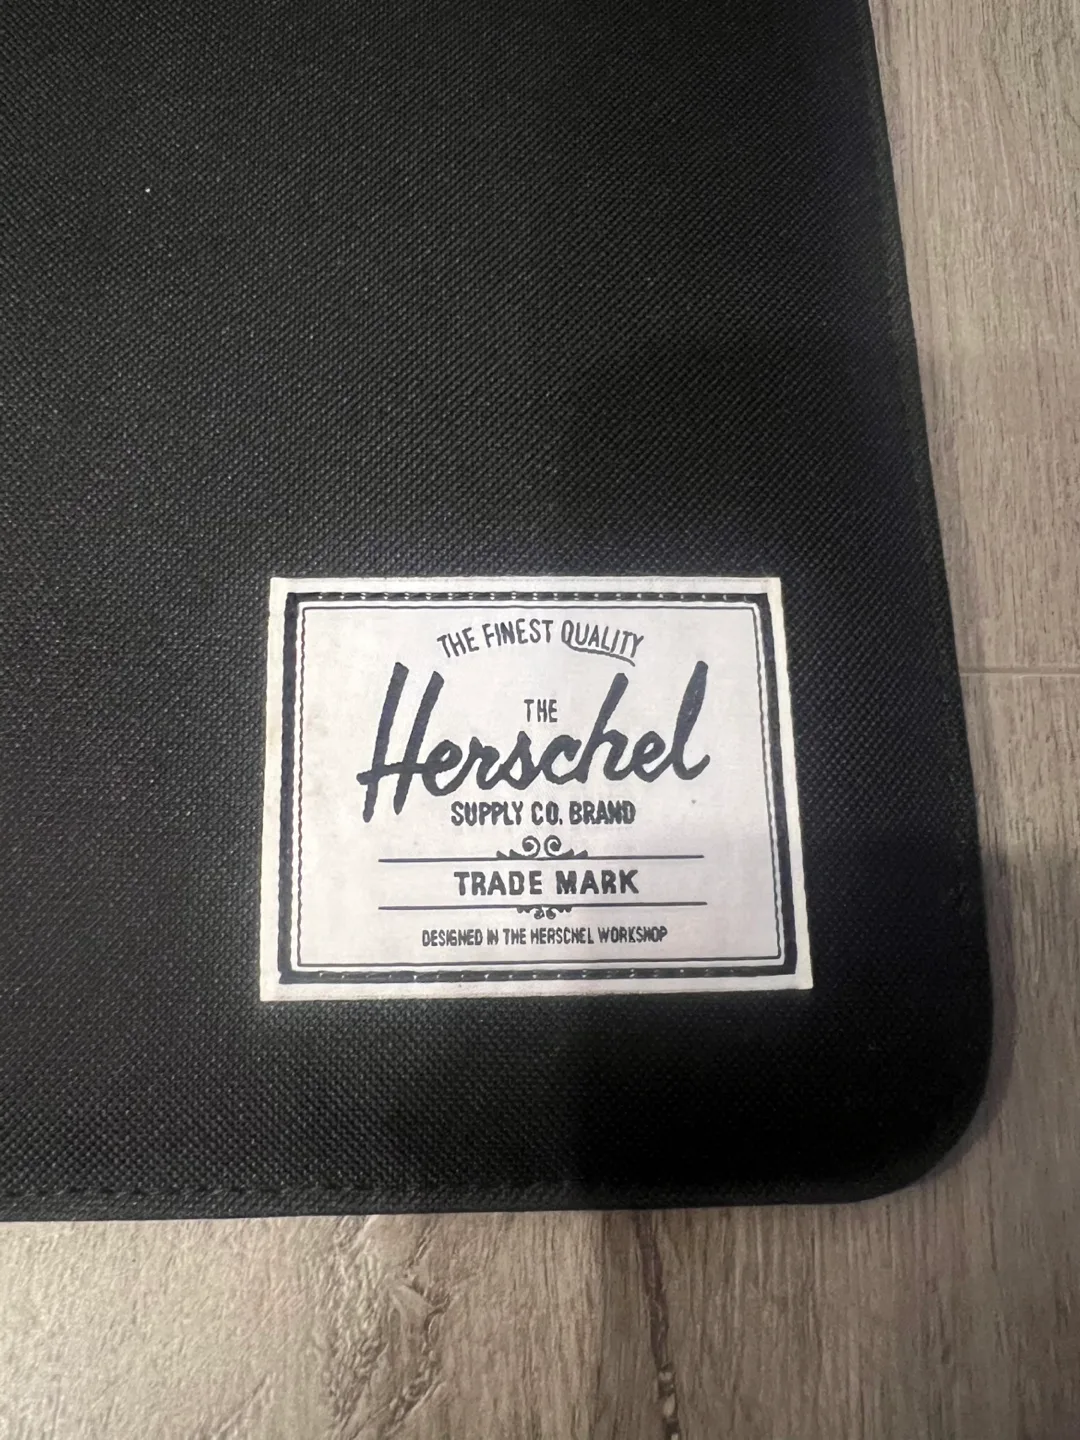 THE FINEST QUALITY
THE
Herschel
SUPPLY CO. BRAND
TRADE MARK
DESIGNED IN THE HERSCHEL WORKSHOP